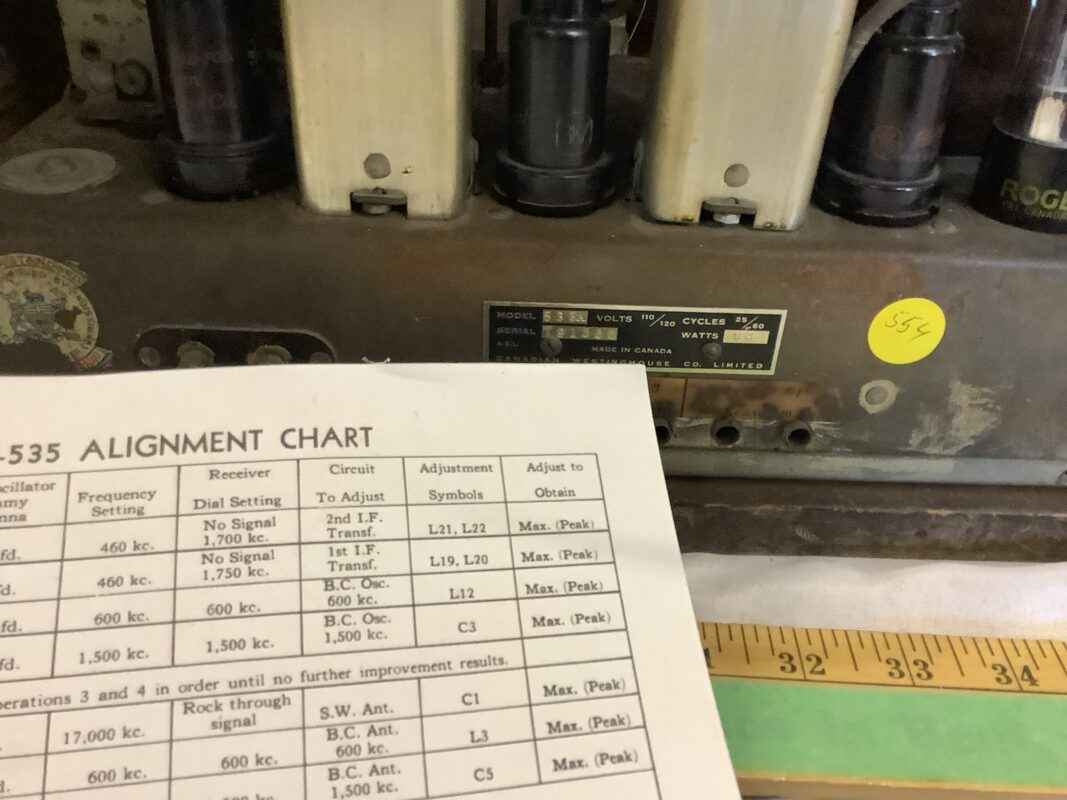 ROGE
CANADA
554
MODEL VOLTS 110/120 CYCLES 25/60
SERIAL WATTS
MADE IN CANADA
CANADIAN WESTINGHOUSE CO. LIMITED
-535 ALIGNMENT CHART
cillator Frequency Receiver Circuit Adjustment Adjust to
my Setting Dial Setting To Adjust Symbols Obtain
nna
fd. 460 kc. No Signal 2nd I.F. L21, L22 Max. (Peak)
1,700 kc. Transf.
d. 460 kc. No Signal 1st I.F. L19, L20 Max. (Peak)
1,750 kc. Transf.
fd. 600 kc. 600 kc. B.C. Osc. L12 Max. (Peak)
600 kc.
fd. 1,500 kc. 1,500 kc. B.C. Osc. C3 Max. (Peak)
1,500 kc.
erations 3 and 4 in order until no further improvement results.
17,000 kc. Rock through S.W. Ant. C1 Max. (Peak)
signal
d. 600 kc. 600 kc. B.C. Ant. L3 Max. (Peak)
600 kc.
B.C. Ant. C5 Max. (Peak)
1,500 kc.
32 33 34